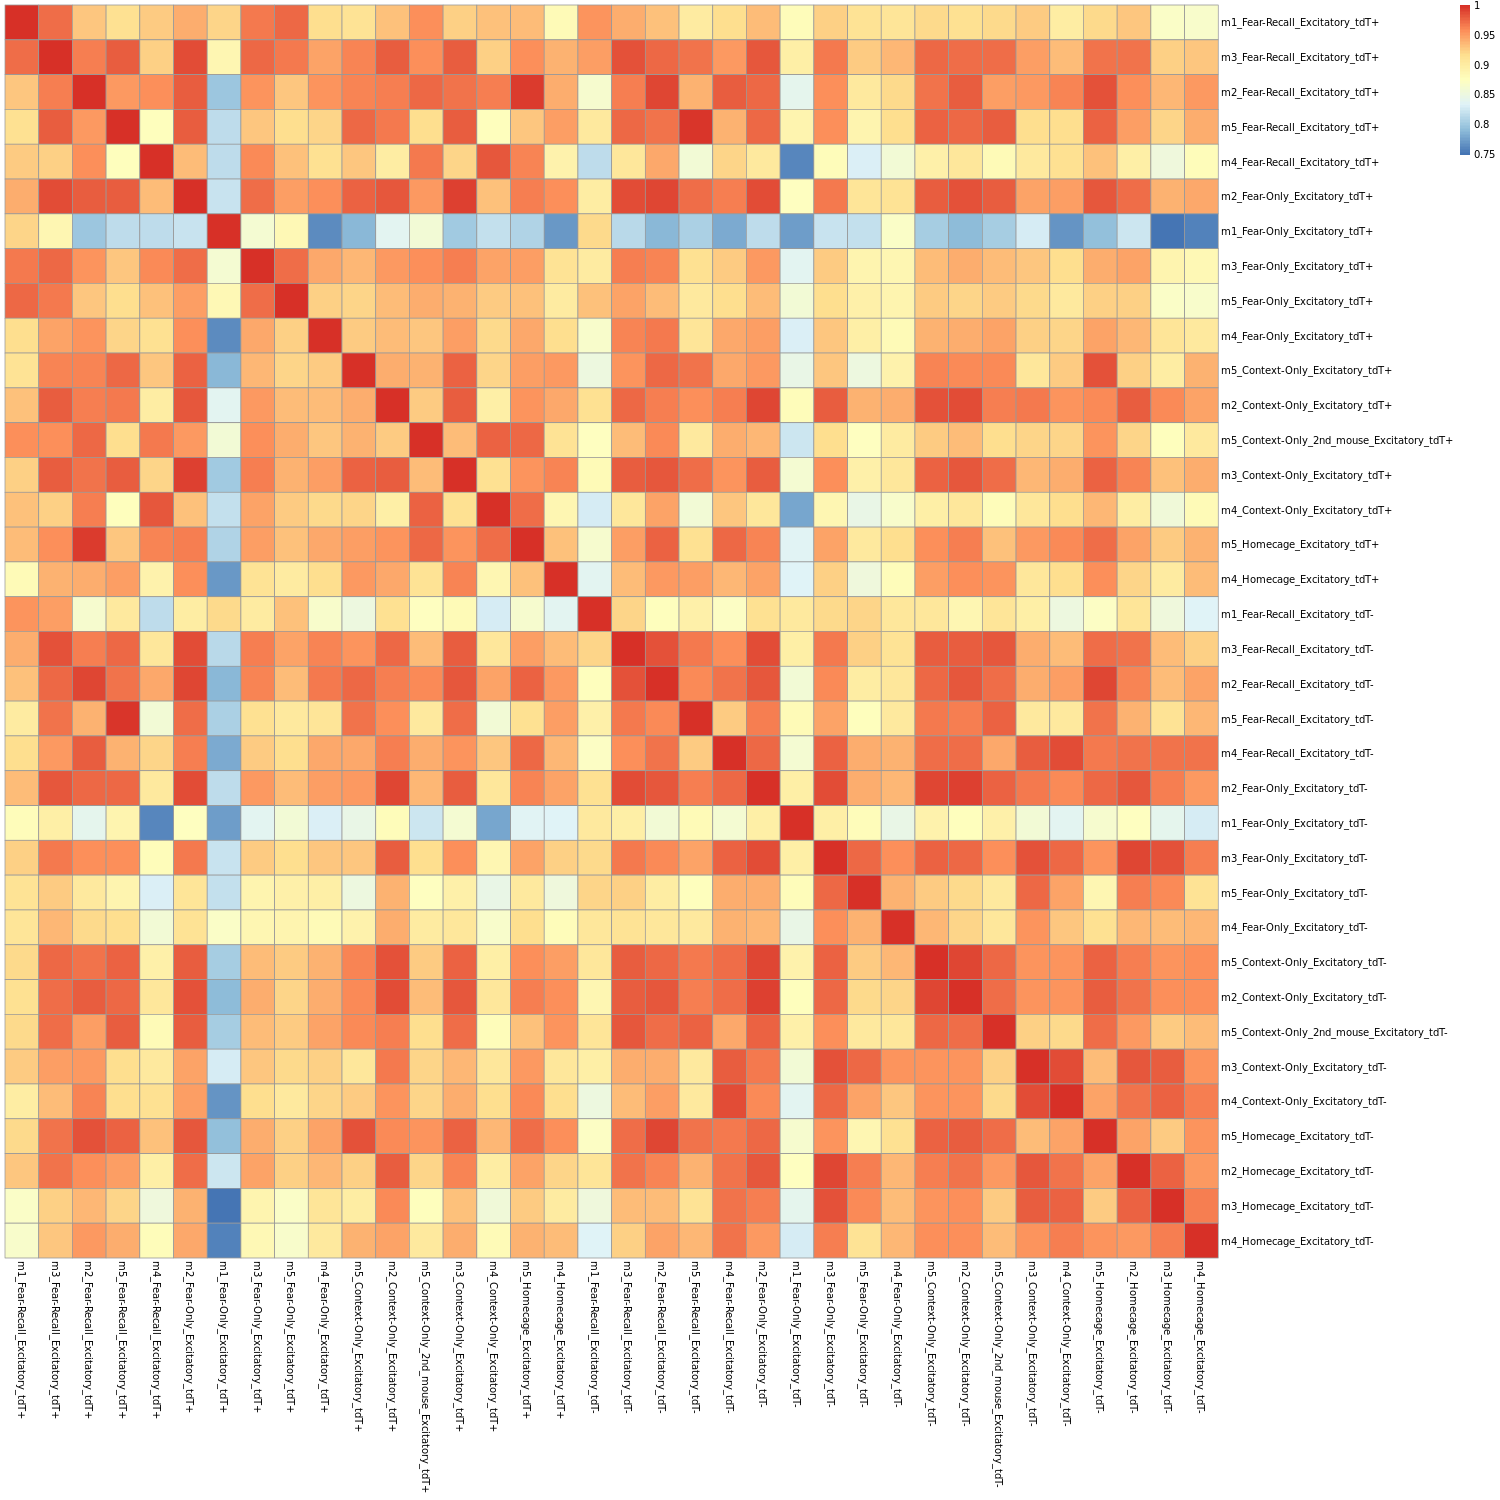 1
0.95
0.9
0.85
0.8
0.75
m1_Fear-Recall_Excitatory_tdT+
m3_Fear-Recall_Excitatory_tdT+
m2_Fear-Recall_Excitatory_tdT+
m5_Fear-Recall_Excitatory_tdT+
m4_Fear-Recall_Excitatory_tdT+
m2_Fear-Only_Excitatory_tdT+
m1_Fear-Only_Excitatory_tdT+
m3_Fear-Only_Excitatory_tdT+
m5_Fear-Only_Excitatory_tdT+
m4_Fear-Only_Excitatory_tdT+
m5_Context-Only_Excitatory_tdT+
m2_Context-Only_Excitatory_tdT+
m5_Context-Only_2nd_mouse_Excitatory_tdT+
m3_Context-Only_Excitatory_tdT+
m4_Context-Only_Excitatory_tdT+
m5_Homecage_Excitatory_tdT+
m4_Homecage_Excitatory_tdT+
m1_Fear-Recall_Excitatory_tdT-
m3_Fear-Recall_Excitatory_tdT-
m2_Fear-Recall_Excitatory_tdT-
m5_Fear-Recall_Excitatory_tdT-
m4_Fear-Recall_Excitatory_tdT-
m2_Fear-Only_Excitatory_tdT-
m1_Fear-Only_Excitatory_tdT-
m3_Fear-Only_Excitatory_tdT-
m5_Fear-Only_Excitatory_tdT-
m4_Fear-Only_Excitatory_tdT-
m5_Context-Only_Excitatory_tdT-
m2_Context-Only_Excitatory_tdT-
m5_Context-Only_2nd_mouse_Excitatory_tdT-
m3_Context-Only_Excitatory_tdT-
m4_Context-Only_Excitatory_tdT-
m5_Homecage_Excitatory_tdT-
m2_Homecage_Excitatory_tdT-
m3_Homecage_Excitatory_tdT-
m4_Homecage_Excitatory_tdT-
m1_Fear-Recall_Excitatory_tdT+
m3_Fear-Recall_Excitatory_tdT+
m2_Fear-Recall_Excitatory_tdT+
m5_Fear-Recall_Excitatory_tdT+
m4_Fear-Recall_Excitatory_tdT+
m2_Fear-Only_Excitatory_tdT+
m1_Fear-Only_Excitatory_tdT+
m3_Fear-Only_Excitatory_tdT+
m5_Fear-Only_Excitatory_tdT+
m4_Fear-Only_Excitatory_tdT+
m5_Context-Only_Excitatory_tdT+
m2_Context-Only_Excitatory_tdT+
m5_Context-Only_2nd_mouse_Excitatory_tdT+
m3_Context-Only_Excitatory_tdT+
m4_Context-Only_Excitatory_tdT+
m5_Homecage_Excitatory_tdT+
m4_Homecage_Excitatory_tdT+
m1_Fear-Recall_Excitatory_tdT-
m3_Fear-Recall_Excitatory_tdT-
m2_Fear-Recall_Excitatory_tdT-
m5_Fear-Recall_Excitatory_tdT-
m4_Fear-Recall_Excitatory_tdT-
m2_Fear-Only_Excitatory_tdT-
m1_Fear-Only_Excitatory_tdT-
m3_Fear-Only_Excitatory_tdT-
m5_Fear-Only_Excitatory_tdT-
m4_Fear-Only_Excitatory_tdT-
m5_Context-Only_Excitatory_tdT-
m2_Context-Only_Excitatory_tdT-
m5_Context-Only_2nd_mouse_Excitatory_tdT-
m3_Context-Only_Excitatory_tdT-
m4_Context-Only_Excitatory_tdT-
m5_Homecage_Excitatory_tdT-
m2_Homecage_Excitatory_tdT-
m3_Homecage_Excitatory_tdT-
m4_Homecage_Excitatory_tdT-